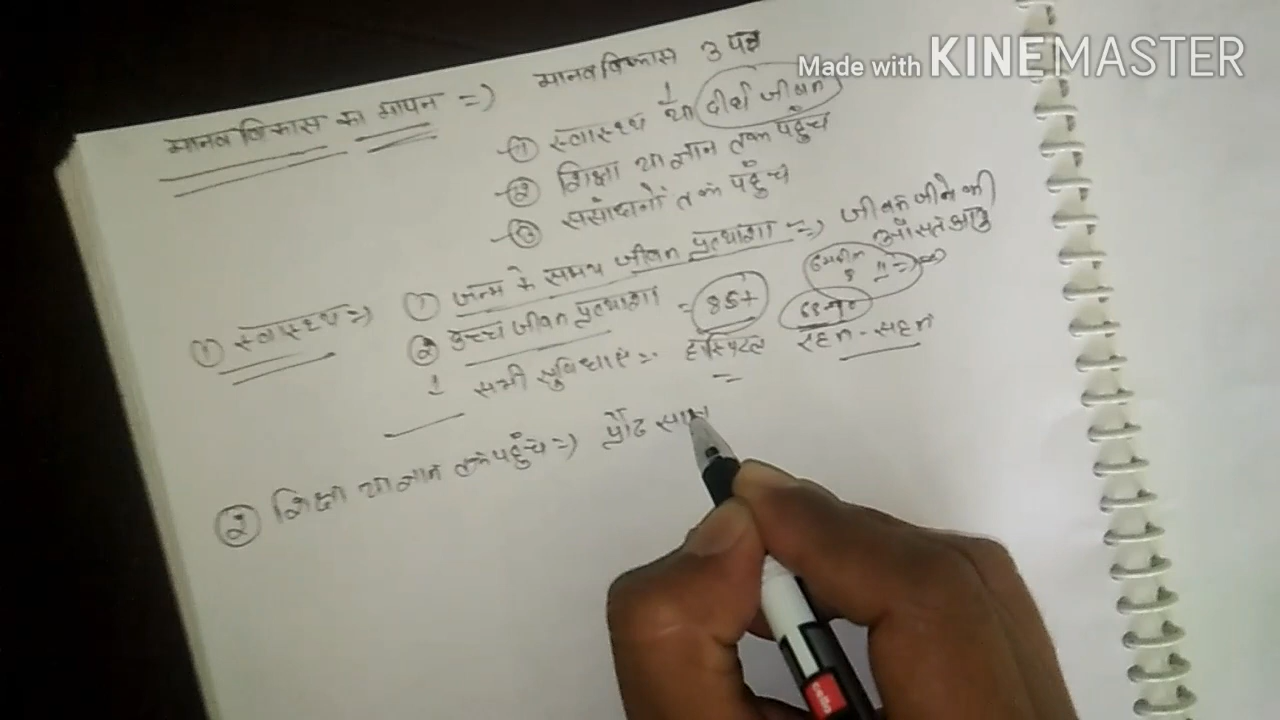 Made with KINEMASTER
मानव विकास का मापन => मानव विकास 3 पक्ष
① स्वास्थ्य या दीर्घ जीवन
② शिक्षा या ज्ञान तक पहुँच
③ संसाधनों तक पहुँच
① स्वास्थ्य => ① जन्म के समय जीवन प्रत्याशा => जीवन जीने की औसत आयु
② उच्च जीवन प्रत्याशा = 85+
सभी सुविधाएं = हॉस्पिटल रहन-सहन
② शिक्षा या ज्ञान तक पहुँच => प्रौढ साक्ष
cello